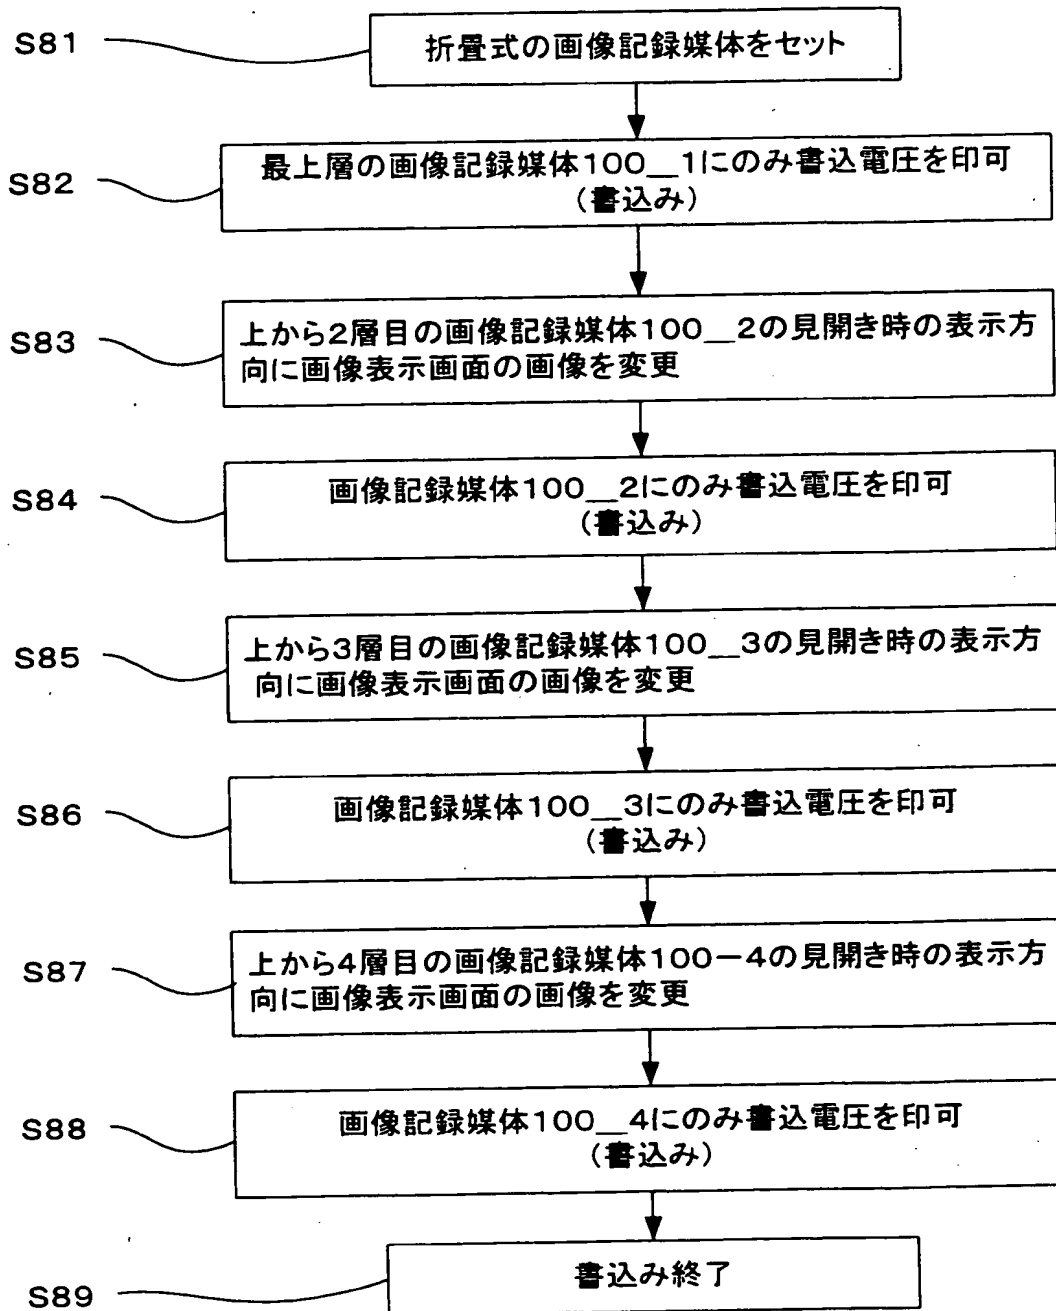 S81
折畳式の画像記録媒体をセット
S82
最上層の画像記録媒体100__1にのみ書込電圧を印可
(書込み)
S83
上から2層目の画像記録媒体100__2の見開き時の表示方
向に画像表示画面の画像を変更
S84
画像記録媒体100__2にのみ書込電圧を印可
(書込み)
S85
上から3層目の画像記録媒体100__3の見開き時の表示方
向に画像表示画面の画像を変更
S86
画像記録媒体100__3にのみ書込電圧を印可
(書込み)
S87
上から4層目の画像記録媒体100-4の見開き時の表示方
向に画像表示画面の画像を変更
S88
画像記録媒体100__4にのみ書込電圧を印可
(書込み)
S89
書込み終了